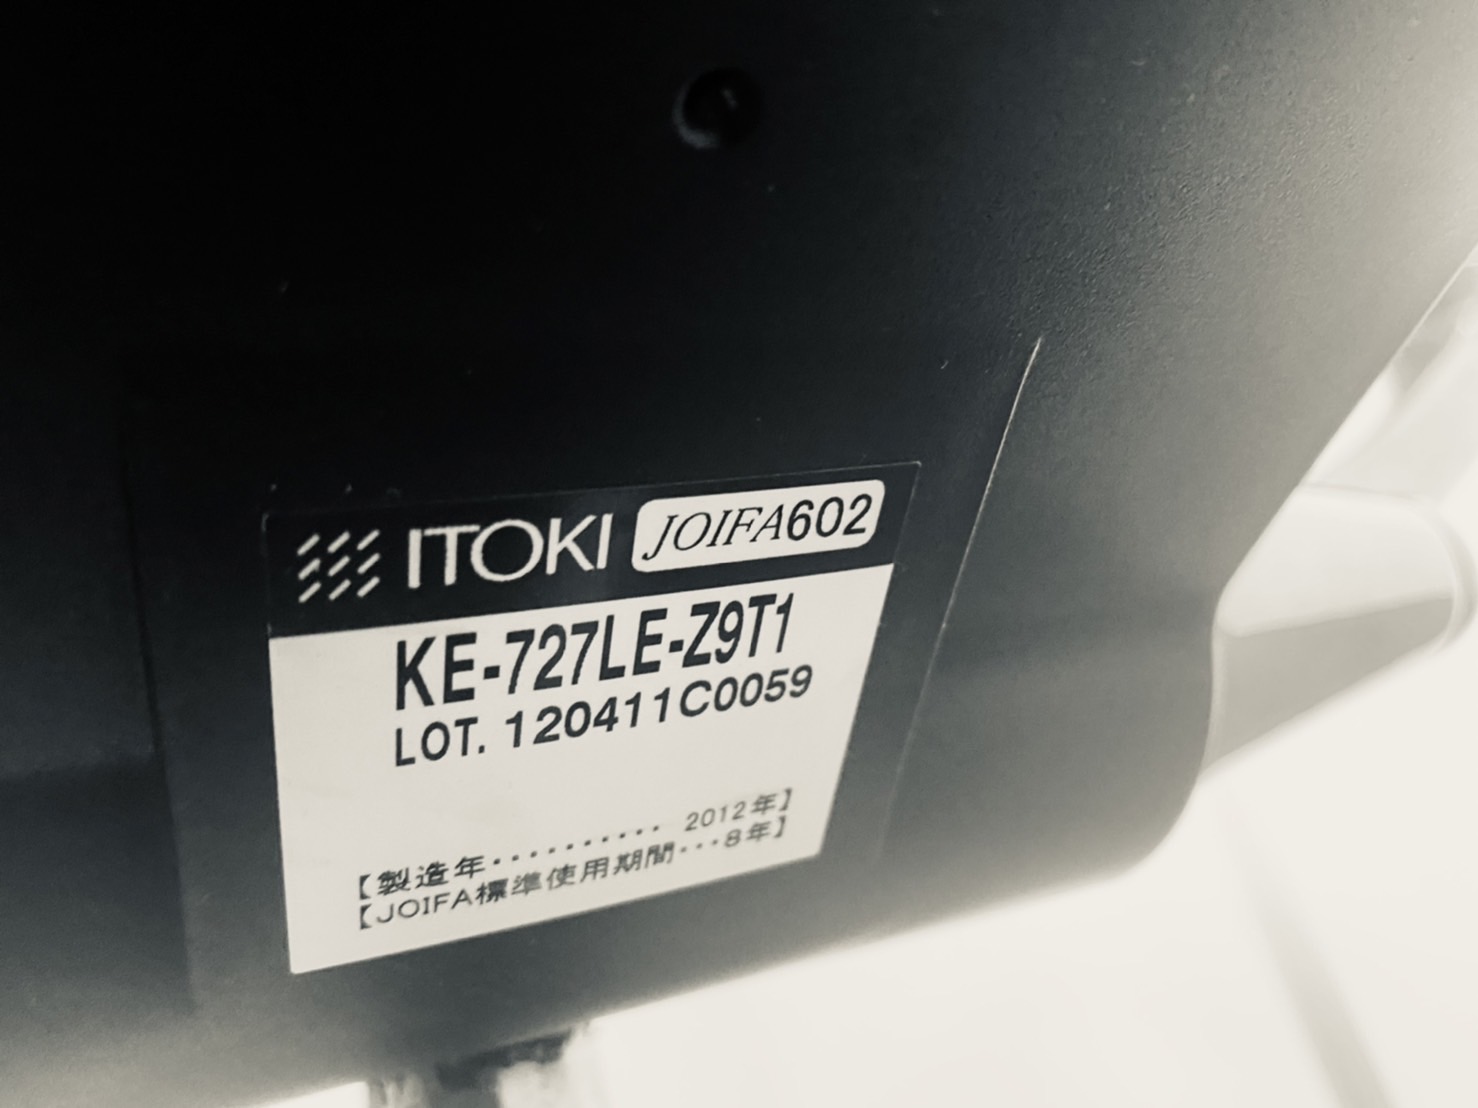 ITOKI JOIFA602
KE-727LE-Z9T1
LOT. 120411C0059
【製造年・・・・・・・・・・ 2012年】
【JOIFA標準使用期間・・・8年】